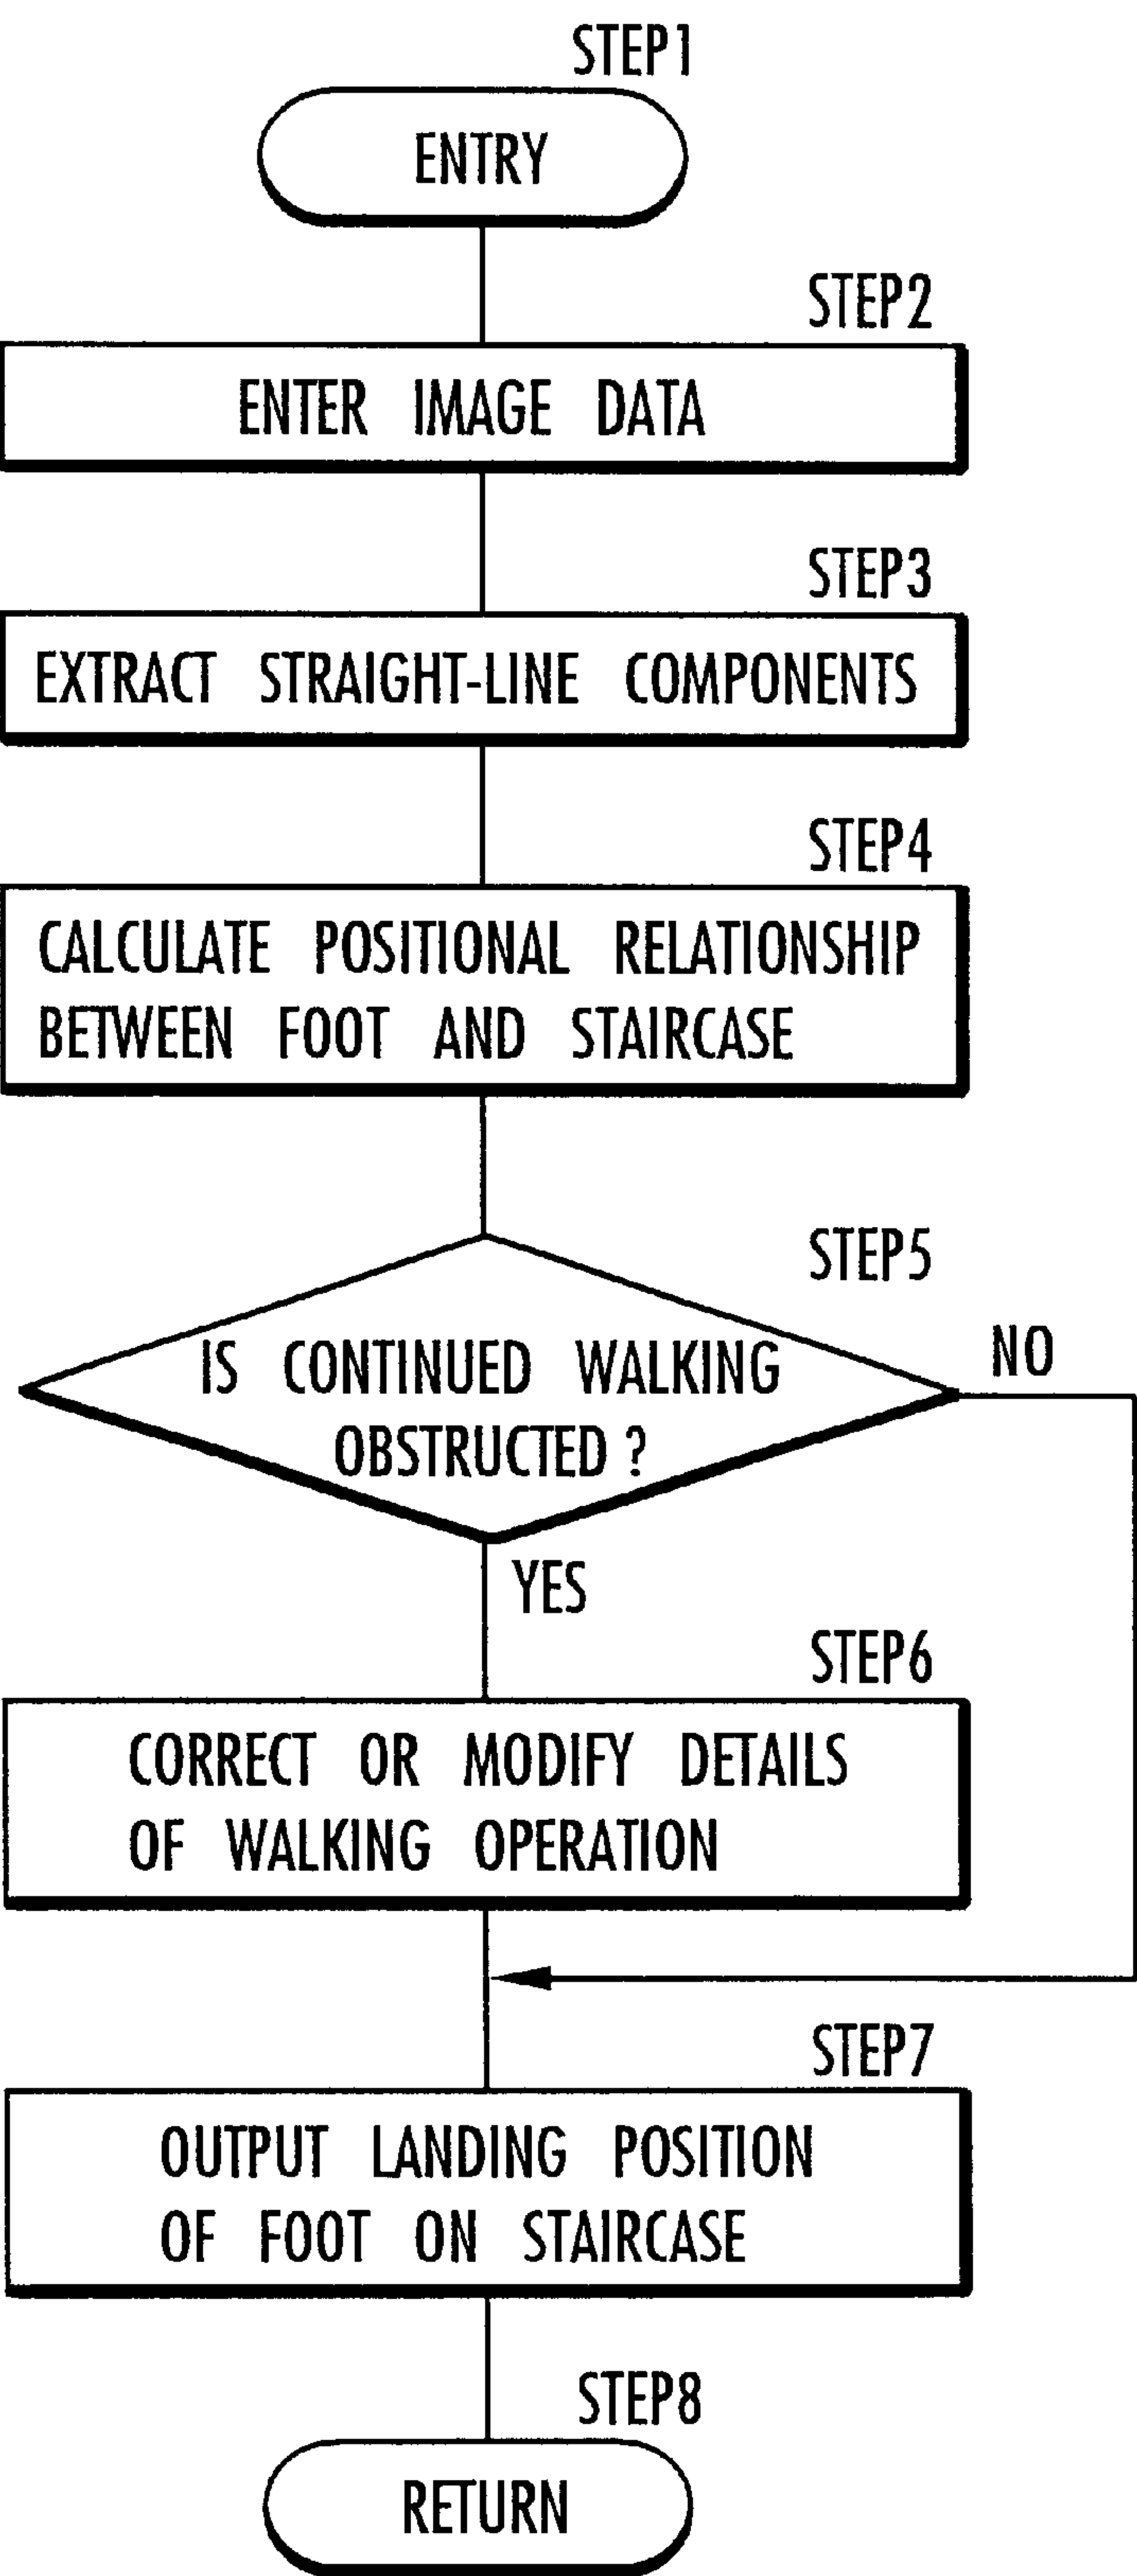 STEP1
ENTRY
STEP2
ENTER IMAGE DATA
STEP3
EXTRACT STRAIGHT-LINE COMPONENTS
STEP4
CALCULATE POSITIONAL RELATIONSHIP
BETWEEN FOOT AND STAIRCASE
STEP5
IS CONTINUED WALKING
OBSTRUCTED ?
NO
YES
STEP6
CORRECT OR MODIFY DETAILS
OF WALKING OPERATION
STEP7
OUTPUT LANDING POSITION
OF FOOT ON STAIRCASE
STEP8
RETURN